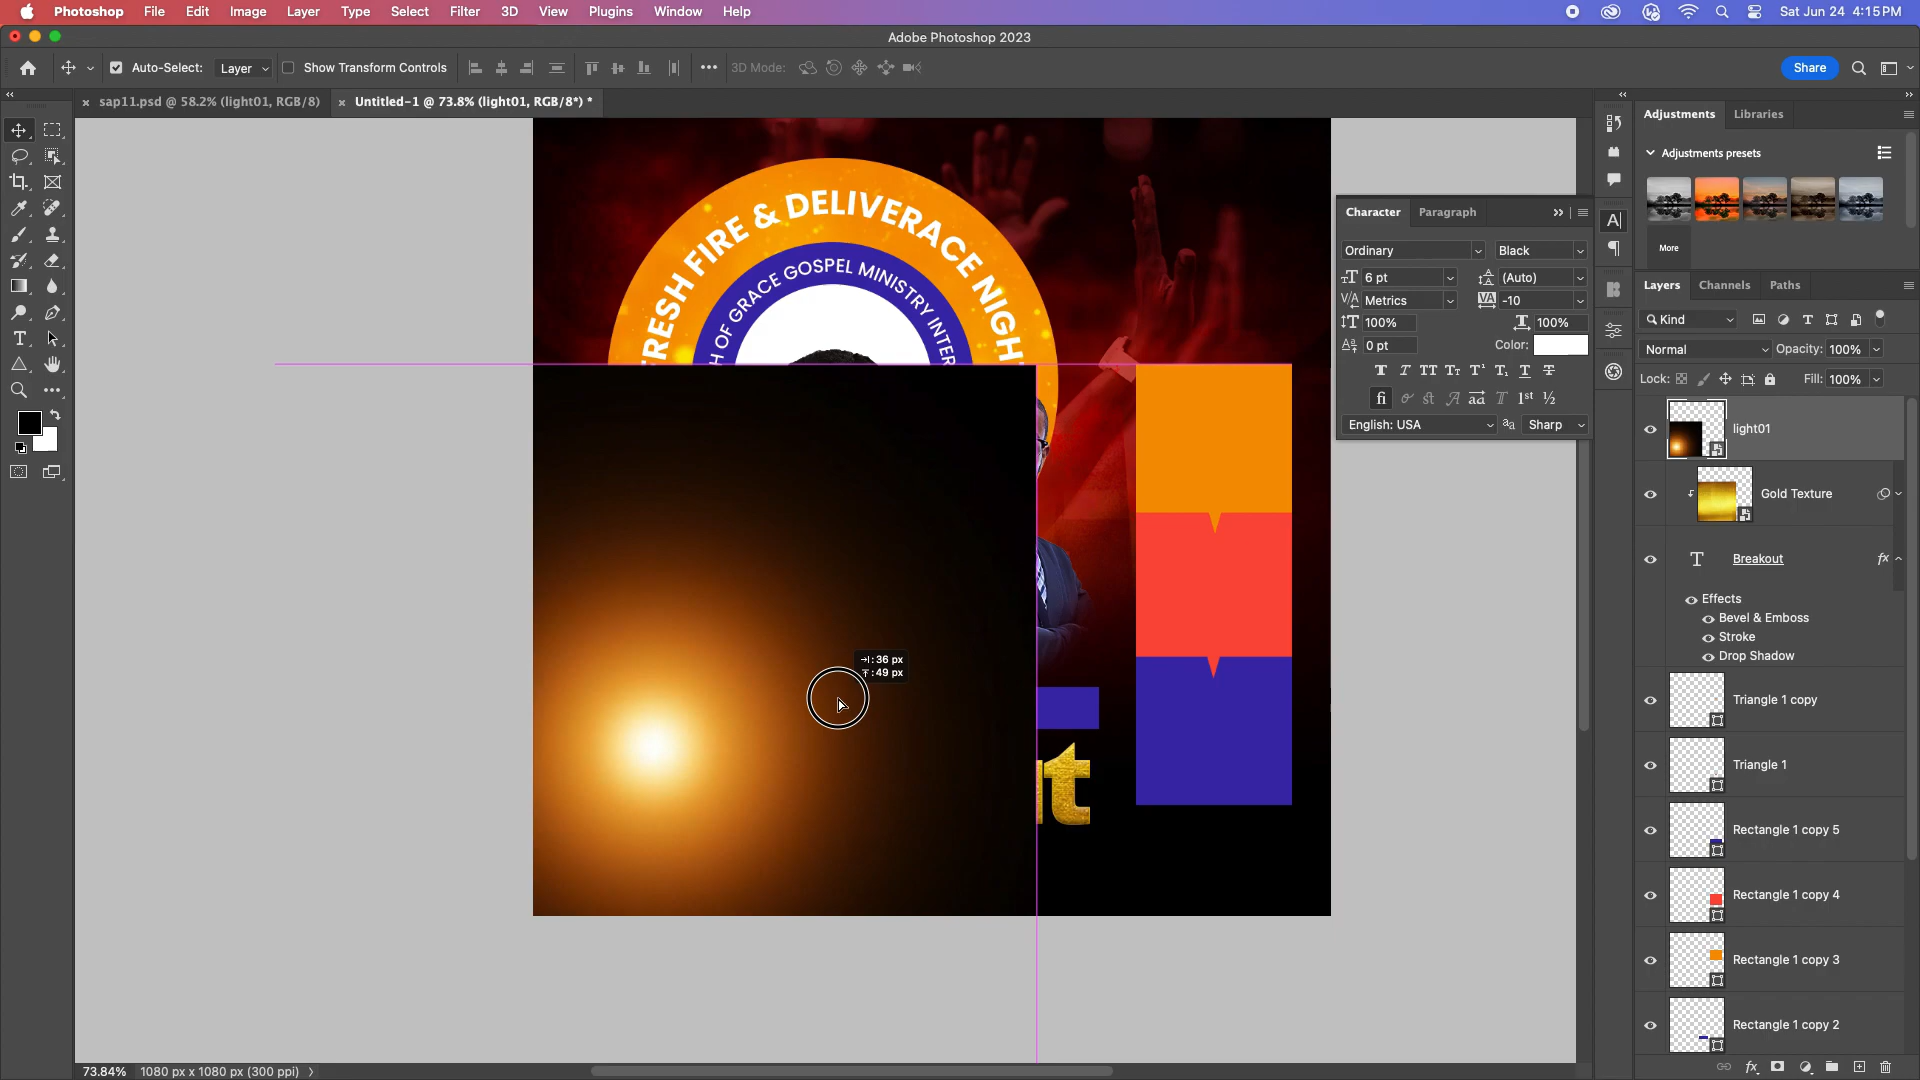 Photoshop File Edit Image Layer Type Select Filter 3D View Plugins Window Help Sat Jun 24 4:15 PM
Adobe Photoshop 2023
Auto-Select: Layer Show Transform Controls 3D Mode: Share
sap11.psd @ 58.2% (light01, RGB/8) Untitled-1 @ 73.8% (light01, RGB/8*) *
Adjustments Libraries
Adjustments presets
More
FRESH FIRE & DELIVERACE NIGH
H OF GRACE GOSPEL MINISTRY INTER
Character Paragraph
Ordinary Black
6 pt (Auto)
Metrics -10
100% 100%
0 pt Color:
English: USA Sharp
Layers Channels Paths
Kind
Normal Opacity: 100%
Lock: Fill: 100%
light01
Gold Texture
T Breakout fx
Effects
Bevel & Emboss
Stroke
Drop Shadow
Triangle 1 copy
Triangle 1
Rectangle 1 copy 5
Rectangle 1 copy 4
Rectangle 1 copy 3
Rectangle 1 copy 2
: 36 px
: 49 px
t
73.84% 1080 px x 1080 px (300 ppi)